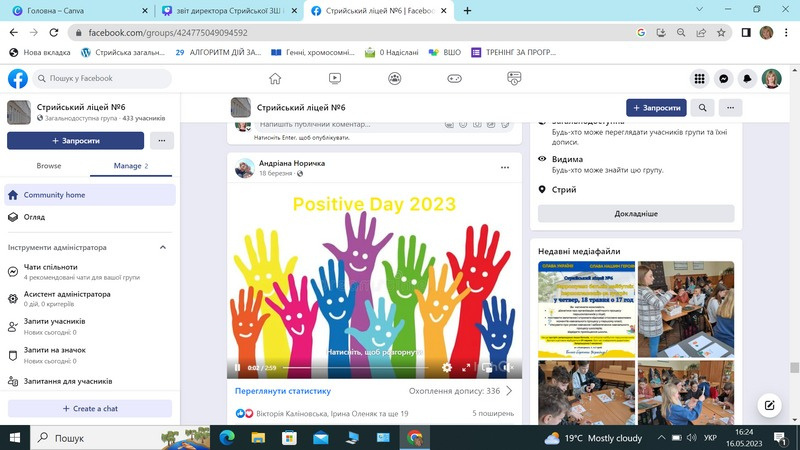 Головна – Canva
звіт директора Стрийської ЗШ І
Стрийський ліцей №6 | Facebook
facebook.com/groups/424775049094592
Нова вкладка
Стрийська загальн...
29 АЛГОРИТМ ДІЙ ЗА...
Генні, хромосомні...
0 Надіслані
ВШО
ТРЕНІНГ ЗА ПРОГР...
Пошук у Facebook
Стрийський ліцей №6
Загальнодоступна група · 433 учасників
+ Запросити
...
Browse
Manage 2
Community home
Огляд
Інструменти адміністратора
Чати спільноти
4 рекомендовані чати для вашої групи
Асистент адміністратора
0 дій, 0 критеріїв
Запити учасників
Нових сьогодні: 0
Запити на значок
Нових сьогодні: 0
Запитання для учасників
+ Create a chat
Стрийський ліцей №6
+ Запросити
...
Напишіть публічний коментар...
Натисніть Enter, щоб опублікувати.
Андріана Норичка
18 березня ·
Positive Day 2023
Натисніть, щоб розгорнути
0:02 / 2:59
Переглянути статистику
Охоплення допису: 336
Вікторія Каліновська, Ірина Оленяк та ще 19
5 поширень
Загальнодоступна
Будь-хто може переглядати учасників групи та їхні
дописи.
Видима
Будь-хто може знайти цю групу.
Стрий
Докладніше
Недавні медіафайли
СЛАВА УКРАЇНІ
СЛАВА НАШИМ ГЕРОЯМ
Стрийський ліцей №6
у четвер, 18 травня о 17 год
Пошук
19°C Mostly cloudy
УКР
16:24
16.05.2023